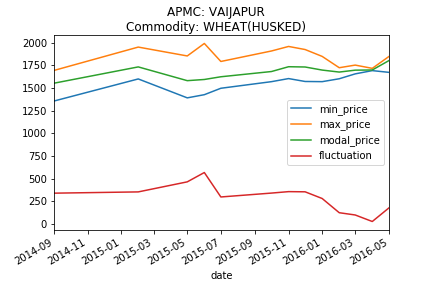 APMC: VAIJAPUR
Commodity: WHEAT(HUSKED)
2000
1750
1500
1250
1000
750
500
250
0
min_price
max_price
modal_price
fluctuation
2014-09
2014-11
2015-01
2015-03
2015-05
2015-07
2015-09
2015-11
2016-01
2016-03
2016-05
date